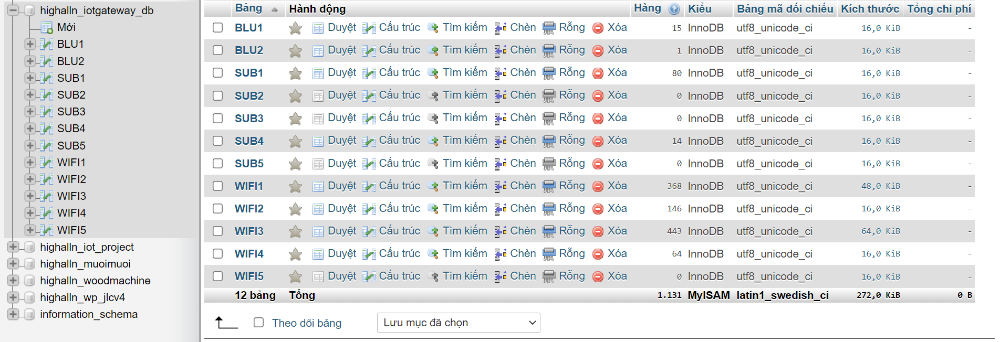 highalln_iotgateway_db
Mới
BLU1
BLU2
SUB1
SUB2
SUB3
SUB4
SUB5
WIFI1
WIFI2
WIFI3
WIFI4
WIFI5
highalln_iot_project
highalln_muoimuoi
highalln_woodmachine
highalln_wp_jlcv4
information_schema
Bảng Hành động Hàng Kiểu Bảng mã đối chiếu Kích thước Tổng chi phí
BLU1 Duyệt Cấu trúc Tìm kiếm Chèn Rỗng Xóa 15 InnoDB utf8_unicode_ci 16,0 KiB -
BLU2 Duyệt Cấu trúc Tìm kiếm Chèn Rỗng Xóa 1 InnoDB utf8_unicode_ci 16,0 KiB -
SUB1 Duyệt Cấu trúc Tìm kiếm Chèn Rỗng Xóa 80 InnoDB utf8_unicode_ci 16,0 KiB -
SUB2 Duyệt Cấu trúc Tìm kiếm Chèn Rỗng Xóa 0 InnoDB utf8_unicode_ci 16,0 KiB -
SUB3 Duyệt Cấu trúc Tìm kiếm Chèn Rỗng Xóa 0 InnoDB utf8_unicode_ci 16,0 KiB -
SUB4 Duyệt Cấu trúc Tìm kiếm Chèn Rỗng Xóa 14 InnoDB utf8_unicode_ci 16,0 KiB -
SUB5 Duyệt Cấu trúc Tìm kiếm Chèn Rỗng Xóa 0 InnoDB utf8_unicode_ci 16,0 KiB -
WIFI1 Duyệt Cấu trúc Tìm kiếm Chèn Rỗng Xóa 368 InnoDB utf8_unicode_ci 48,0 KiB -
WIFI2 Duyệt Cấu trúc Tìm kiếm Chèn Rỗng Xóa 146 InnoDB utf8_unicode_ci 16,0 KiB -
WIFI3 Duyệt Cấu trúc Tìm kiếm Chèn Rỗng Xóa 443 InnoDB utf8_unicode_ci 64,0 KiB -
WIFI4 Duyệt Cấu trúc Tìm kiếm Chèn Rỗng Xóa 64 InnoDB utf8_unicode_ci 16,0 KiB -
WIFI5 Duyệt Cấu trúc Tìm kiếm Chèn Rỗng Xóa 0 InnoDB utf8_unicode_ci 16,0 KiB -
12 bảng Tổng 1.131 MyISAM latin1_swedish_ci 272,0 KiB 0 B
Theo dõi bảng Lưu mục đã chọn